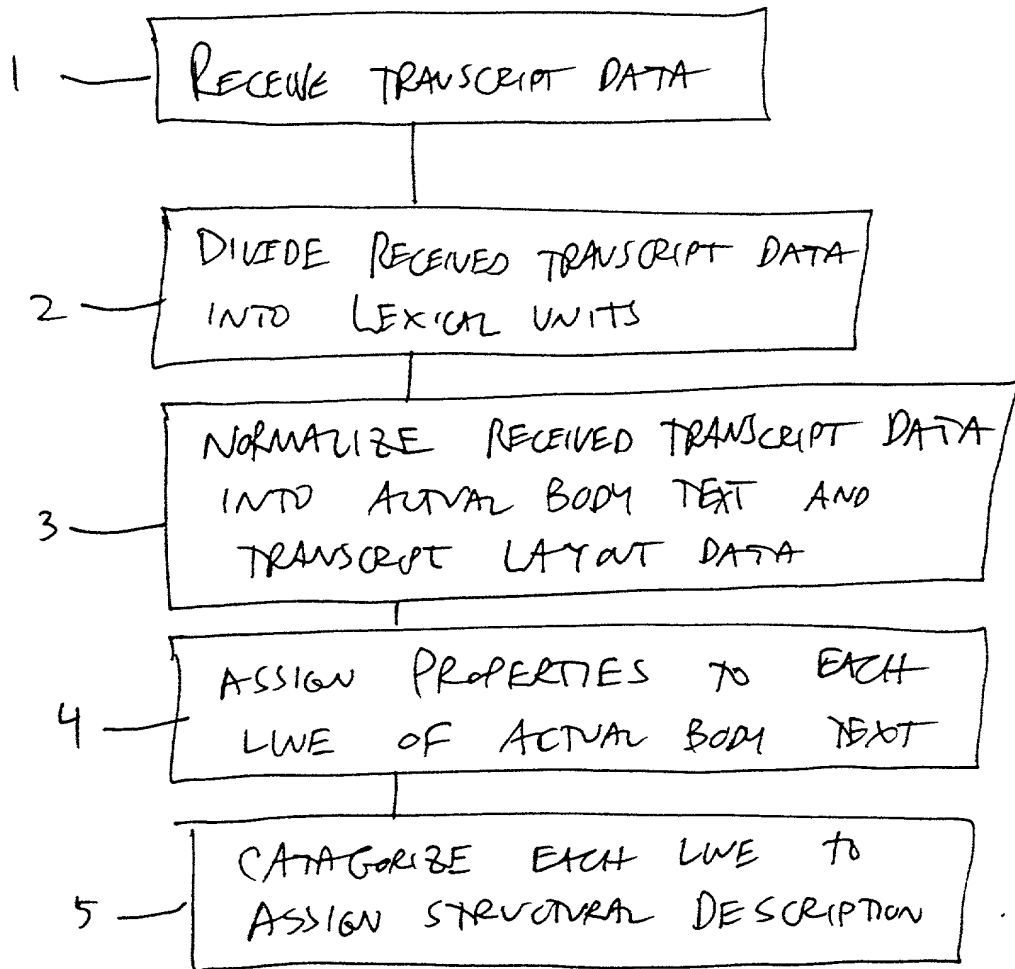 1 RECEIVE TRANSCRIPT DATA
DIVIDE RECEIVED TRANSCRIPT DATA
2 INTO LEXICAL UNITS
NORMALIZE RECEIVED TRANSCRIPT DATA
INTO ACTUAL BODY TEXT AND
3 TRANSCRIPT LAYOUT DATA
ASSIGN PROPERTIES TO EACH
4 LINE OF ACTUAL BODY TEXT
CATAGORIZE EACH LINE TO
5 ASSIGN STRUCTURAL DESCRIPTION